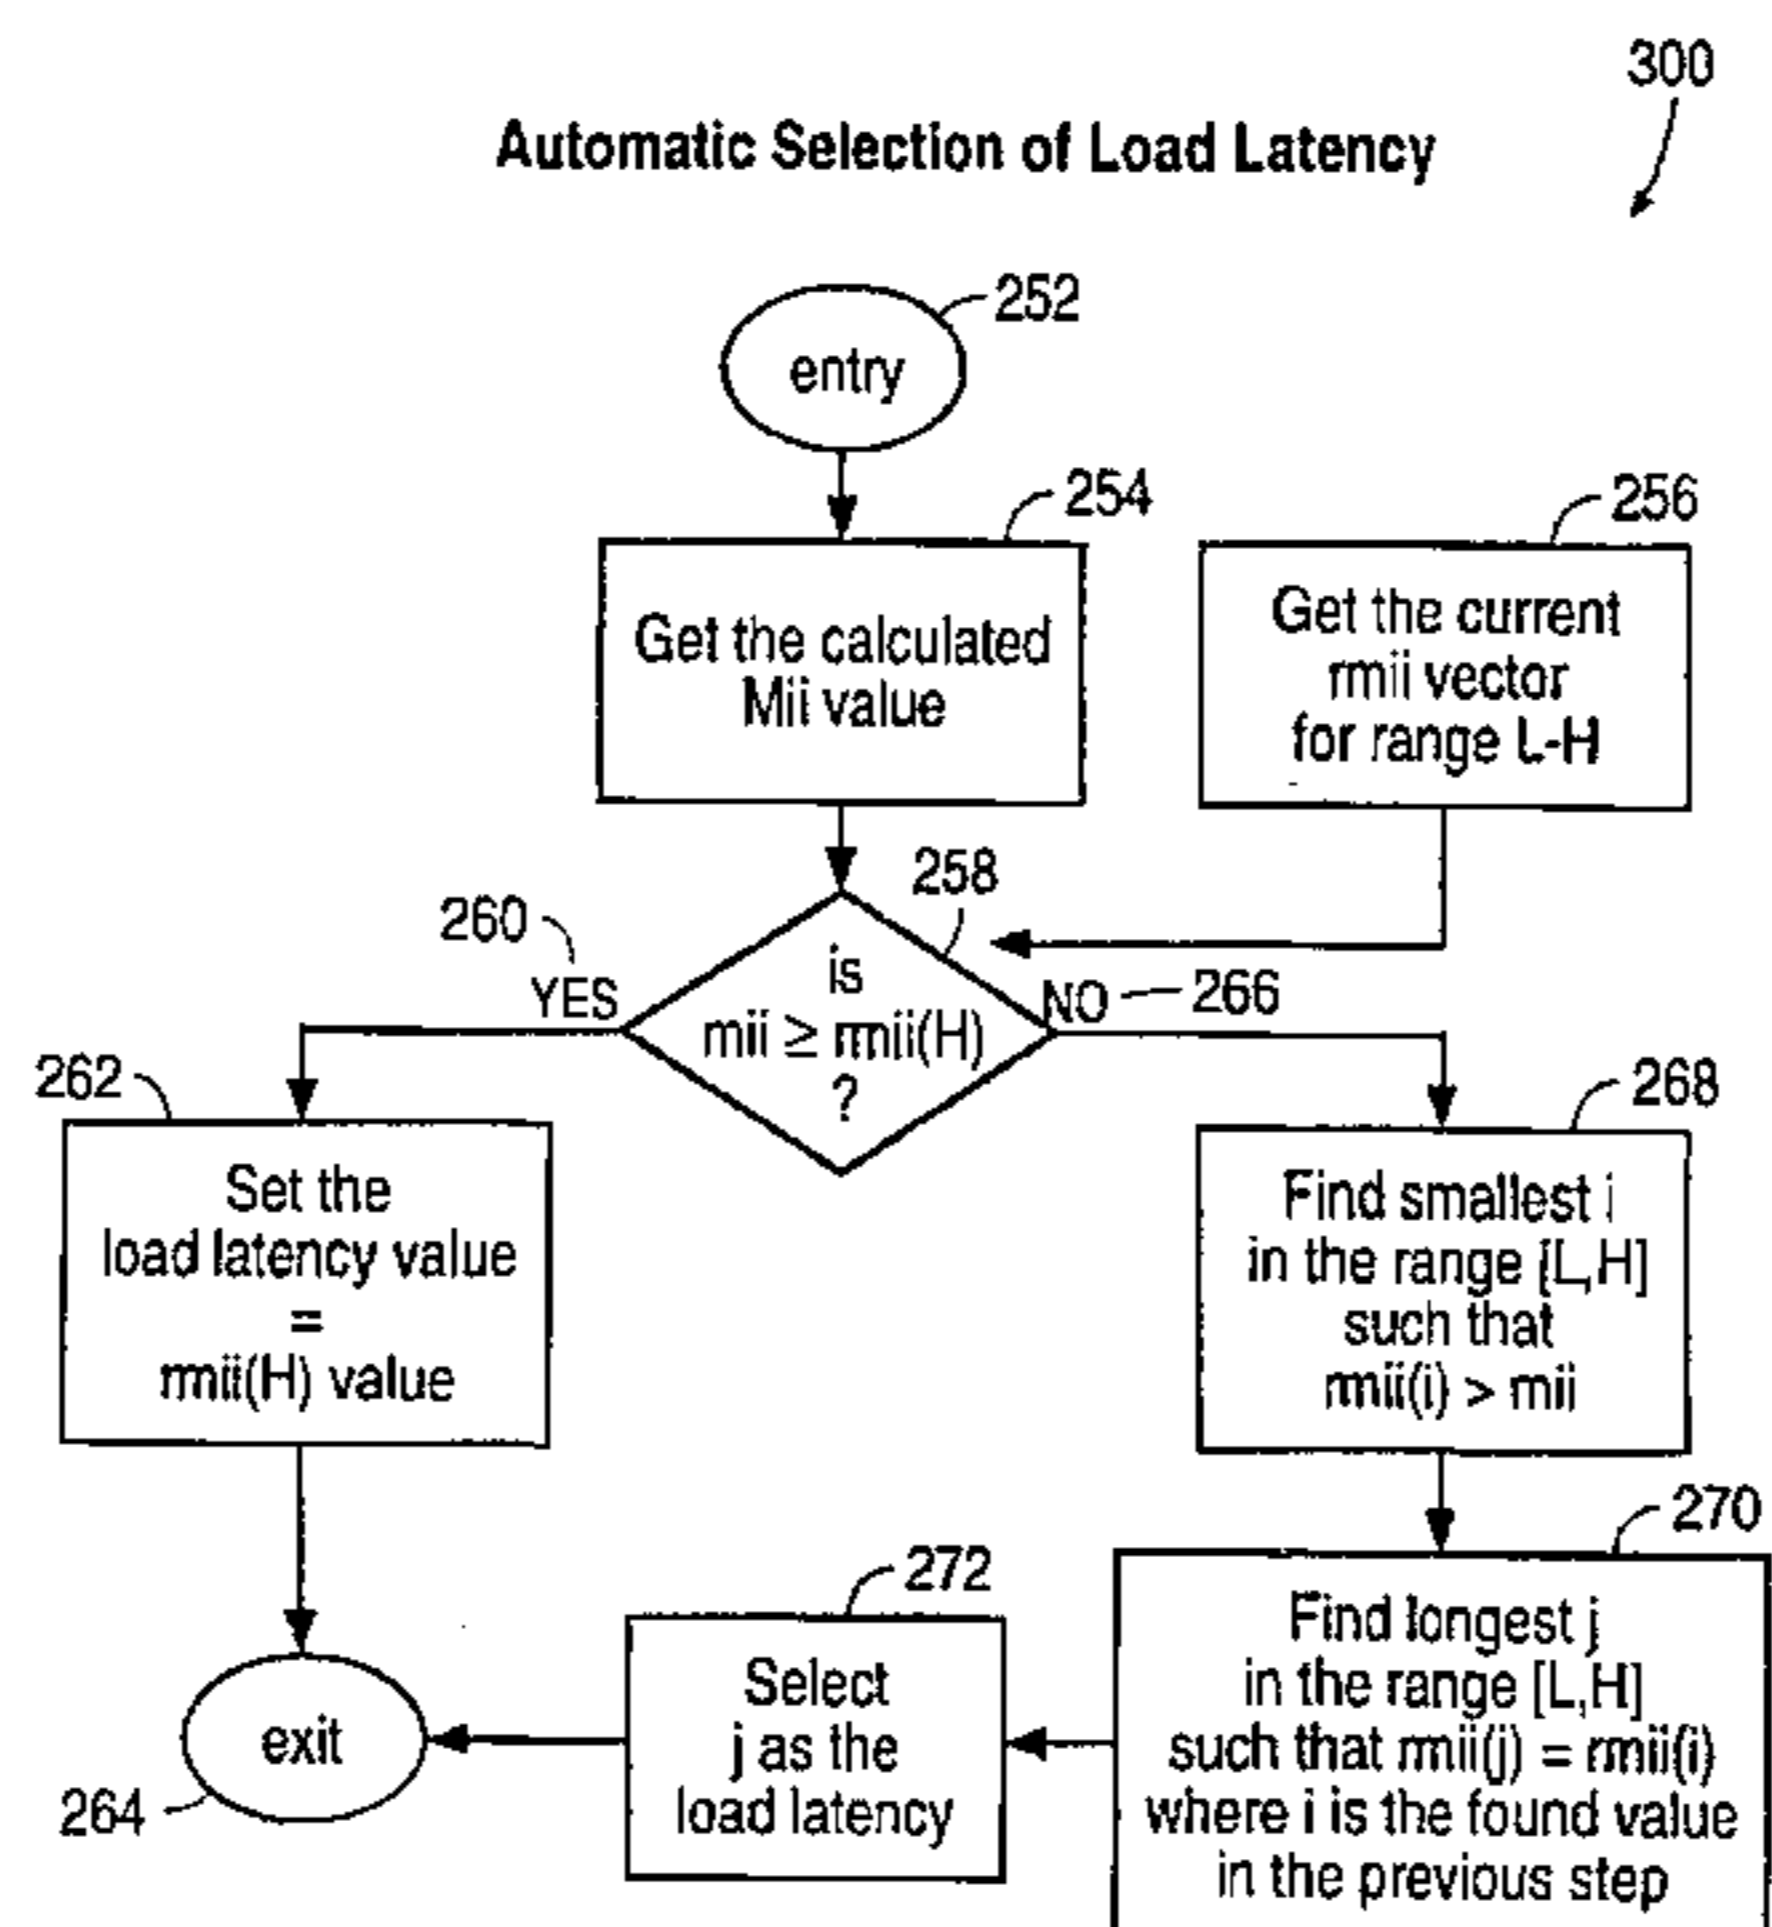 300
Automatic Selection of Load Latency
252
entry
254
Get the calculated
Mii value
256
Get the current
rmii vector
for range L-H
258
is
mii ≥ rmii(H)
?
260
YES
NO
266
262
Set the
load latency value
=
rmii(H) value
268
Find smallest i
in the range [L,H]
such that
rmii(i) > mii
270
Find longest j
in the range [L,H]
such that rmii(j) = rmii(i)
where i is the found value
in the previous step
272
Select
j as the
load latency
exit
264